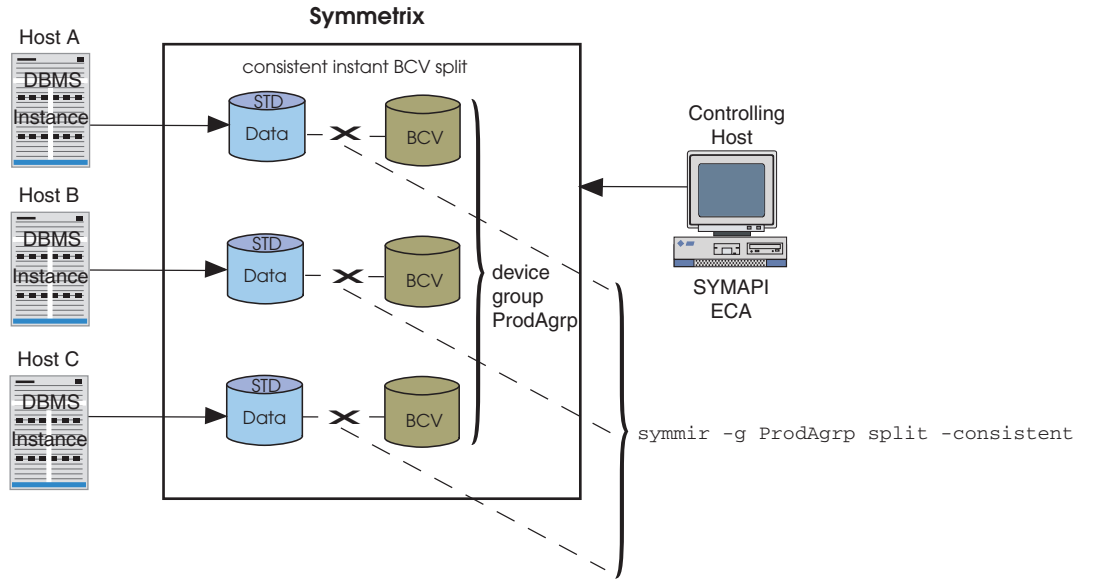 Symmetrix
Host A
DBMS
Instance
consistent instant BCV split
STD
Data
BCV
Controlling
Host
Host B
DBMS
Instance
STD
Data
BCV
device
group
ProdAgrp
SYMAPI
ECA
Host C
DBMS
Instance
STD
Data
BCV
symmir -g ProdAgrp split -consistent